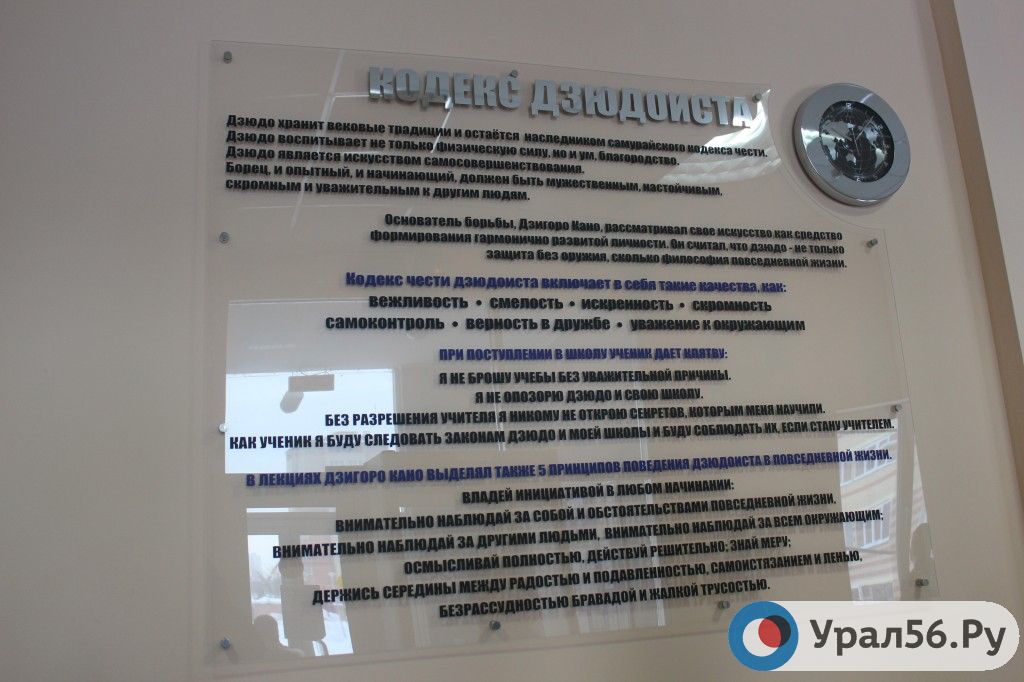 КОДЕКС ДЗЮДОИСТА
Дзюдо хранит вековые традиции и остаётся наследником самурайского кодекса чести.
Дзюдо воспитывает не только физическую силу, но и ум, благородство.
Дзюдо является искусством самосовершенствования.
Борец, и опытный, и начинающий, должен быть мужественным, настойчивым,
скромным и уважительным к другим людям.
Основатель борьбы, Дзигоро Кано, рассматривал свое искусство как средство
формирования гармонично развитой личности. Он считал, что дзюдо - не только
защита без оружия, сколько философия повседневной жизни.
Кодекс чести дзюдоиста включает в себя такие качества, как:
вежливость • смелость • искренность • скромность
самоконтроль • верность в дружбе • уважение к окружающим
ПРИ ПОСТУПЛЕНИИ В ШКОЛУ УЧЕНИК ДАЕТ КЛЯТВУ:
Я НЕ БРОШУ УЧЕБЫ БЕЗ УВАЖИТЕЛЬНОЙ ПРИЧИНЫ.
Я НЕ ОПОЗОРЮ ДЗЮДО И СВОЮ ШКОЛУ.
БЕЗ РАЗРЕШЕНИЯ УЧИТЕЛЯ Я НИКОМУ НЕ ОТКРОЮ СЕКРЕТОВ, КОТОРЫМ МЕНЯ НАУЧИЛИ.
КАК УЧЕНИК Я БУДУ СЛЕДОВАТЬ ЗАКОНАМ ДЗЮДО И МОЕЙ ШКОЛЫ И БУДУ СОБЛЮДАТЬ ИХ, ЕСЛИ СТАНУ УЧИТЕЛЕМ.
В ЛЕКЦИЯХ ДЗИГОРО КАНО ВЫДЕЛЯЛ ТАКЖЕ 5 ПРИНЦИПОВ ПОВЕДЕНИЯ ДЗЮДОИСТА В ПОВСЕДНЕВНОЙ ЖИЗНИ.
ВЛАДЕЙ ИНИЦИАТИВОЙ В ЛЮБОМ НАЧИНАНИИ:
ВНИМАТЕЛЬНО НАБЛЮДАЙ ЗА СОБОЙ И ОБСТОЯТЕЛЬСТВАМИ ПОВСЕДНЕВНОЙ ЖИЗНИ.
ВНИМАТЕЛЬНО НАБЛЮДАЙ ЗА ДРУГИМИ ЛЮДЬМИ, ВНИМАТЕЛЬНО НАБЛЮДАЙ ЗА ВСЕМ ОКРУЖАЮЩИМ;
ОСМЫСЛИВАЙ ПОЛНОСТЬЮ, ДЕЙСТВУЙ РЕШИТЕЛЬНО; ЗНАЙ МЕРУ;
ДЕРЖИСЬ СЕРЕДИНЫ МЕЖДУ РАДОСТЬЮ И ПОДАВЛЕННОСТЬЮ, САМОИСТЯЗАНИЕМ И ЛЕНЬЮ,
БЕЗРАССУДНОСТЬЮ БРАВАДОЙ И ЖАЛКОЙ ТРУСОСТЬЮ.
Урал56.Ру